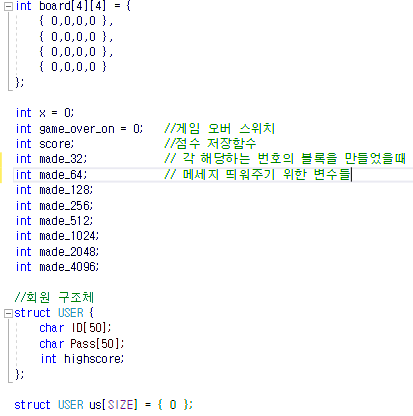 int board[4][4] = {
{ 0,0,0,0 },
{ 0,0,0,0 },
{ 0,0,0,0 },
{ 0,0,0,0 }
};
int x = 0;
int game_over_on = 0; //게임 오버 스위치
int score; //점수 저장함수
int made_32; // 각 해당하는 번호의 블록을 만들었을때
int made_64; // 메세지 띄워주기 위한 변수들
int made_128;
int made_256;
int made_512;
int made_1024;
int made_2048;
int made_4096;
//회원 구조체
struct USER {
char ID[50];
char Pass[50];
int highscore;
};
struct USER us[SIZE] = { 0 };